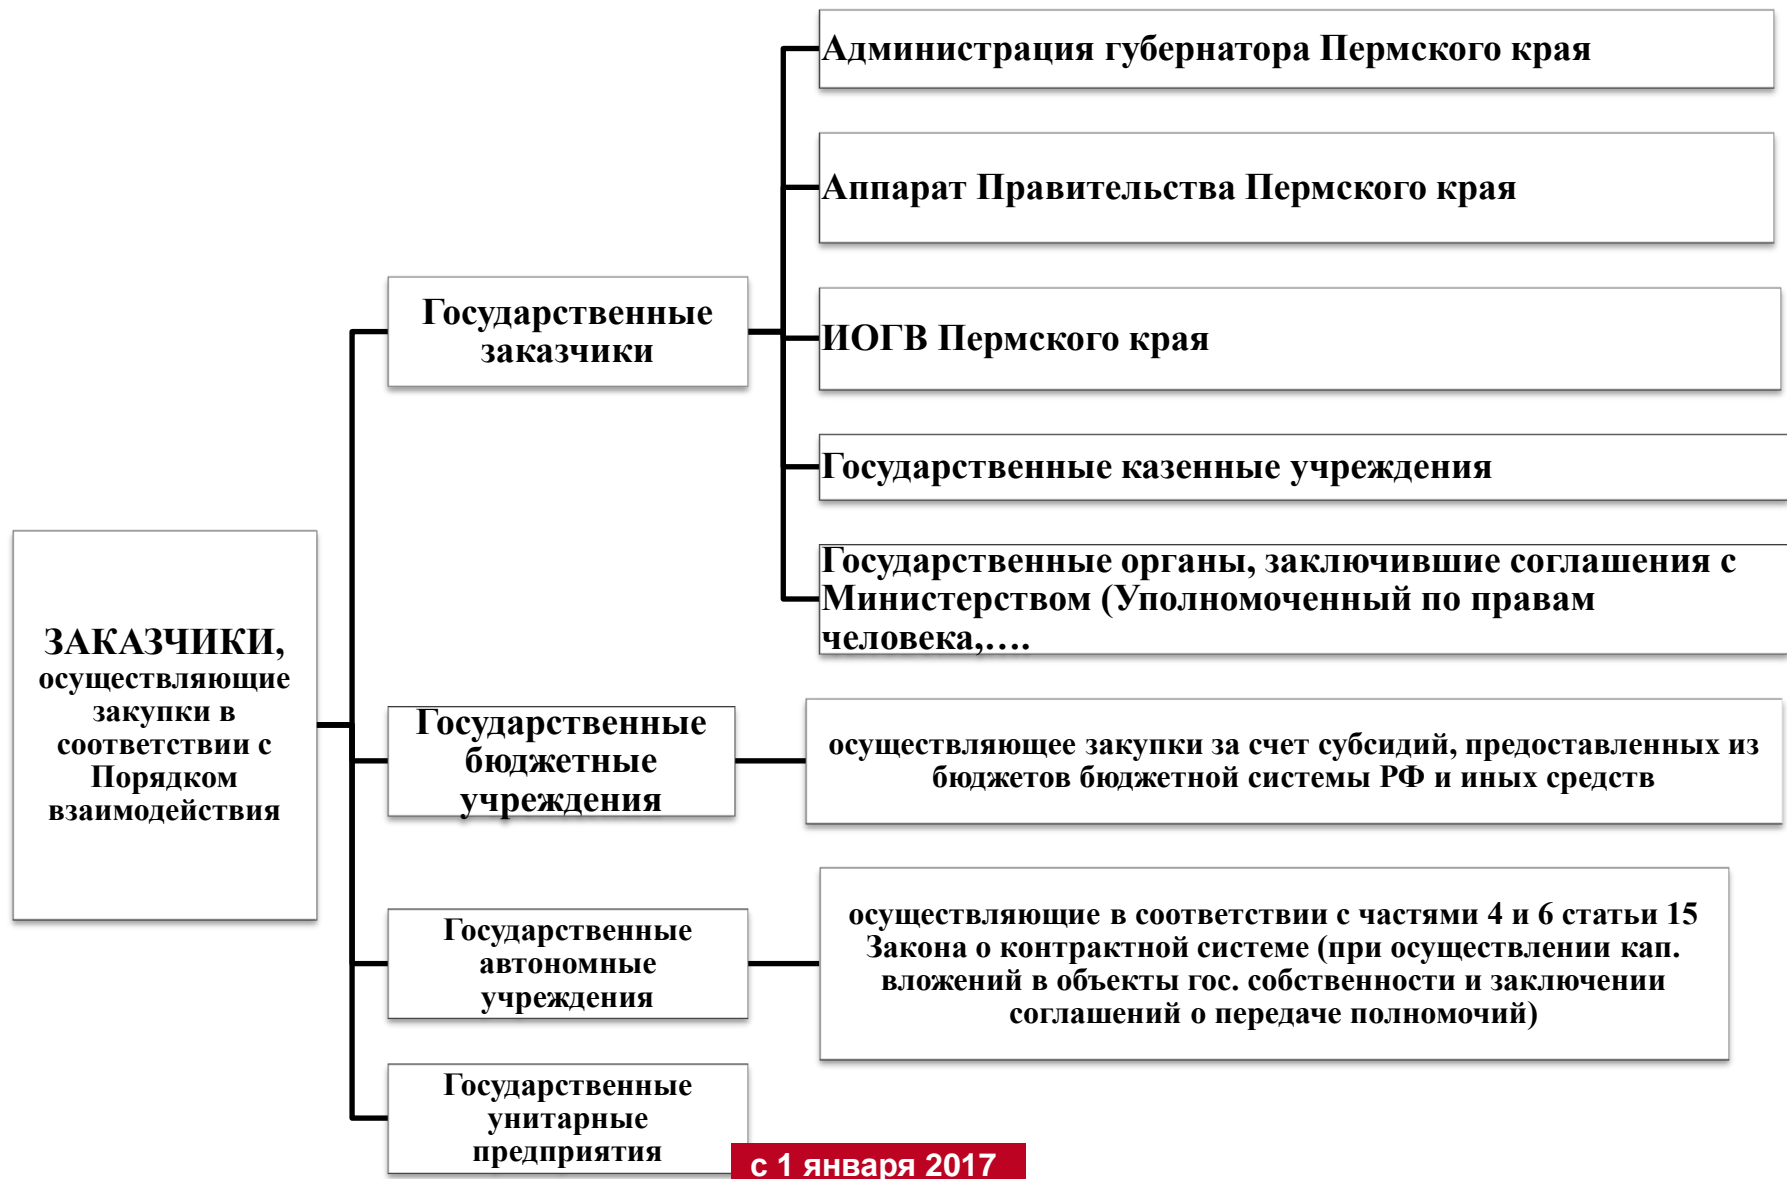 Администрация губернатора Пермского края
Аппарат Правительства Пермского края
Государственные
заказчики
ИОГВ Пермского края
Государственные казенные учреждения
Государственные органы, заключившие соглашения с
Министерством (Уполномоченный по правам
человека,….
ЗАКАЗЧИКИ,
осуществляющие
закупки в
соответствии с
Порядком
взаимодействия
Государственные
бюджетные
учреждения
осуществляющее закупки за счет субсидий, предоставленных из
бюджетов бюджетной системы РФ и иных средств
Государственные
автономные
учреждения
осуществляющие в соответствии с частями 4 и 6 статьи 15
Закона о контрактной системе (при осуществлении кап.
вложений в объекты гос. собственности и заключении
соглашений о передаче полномочий)
Государственные
унитарные
предприятия
с 1 января 2017